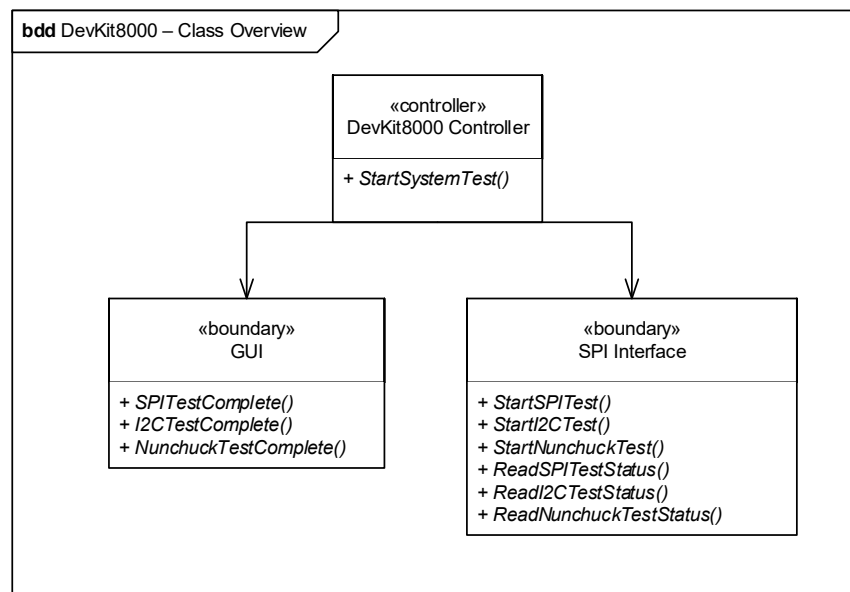 bdd DevKit8000 – Class Overview
«controller»
DevKit8000 Controller
+ StartSystemTest()
«boundary»
GUI
+ SPITestComplete()
+ I2CTestComplete()
+ NunchuckTestComplete()
«boundary»
SPI Interface
+ StartSPITest()
+ StartI2CTest()
+ StartNunchuckTest()
+ ReadSPITestStatus()
+ ReadI2CTestStatus()
+ ReadNunchuckTestStatus()